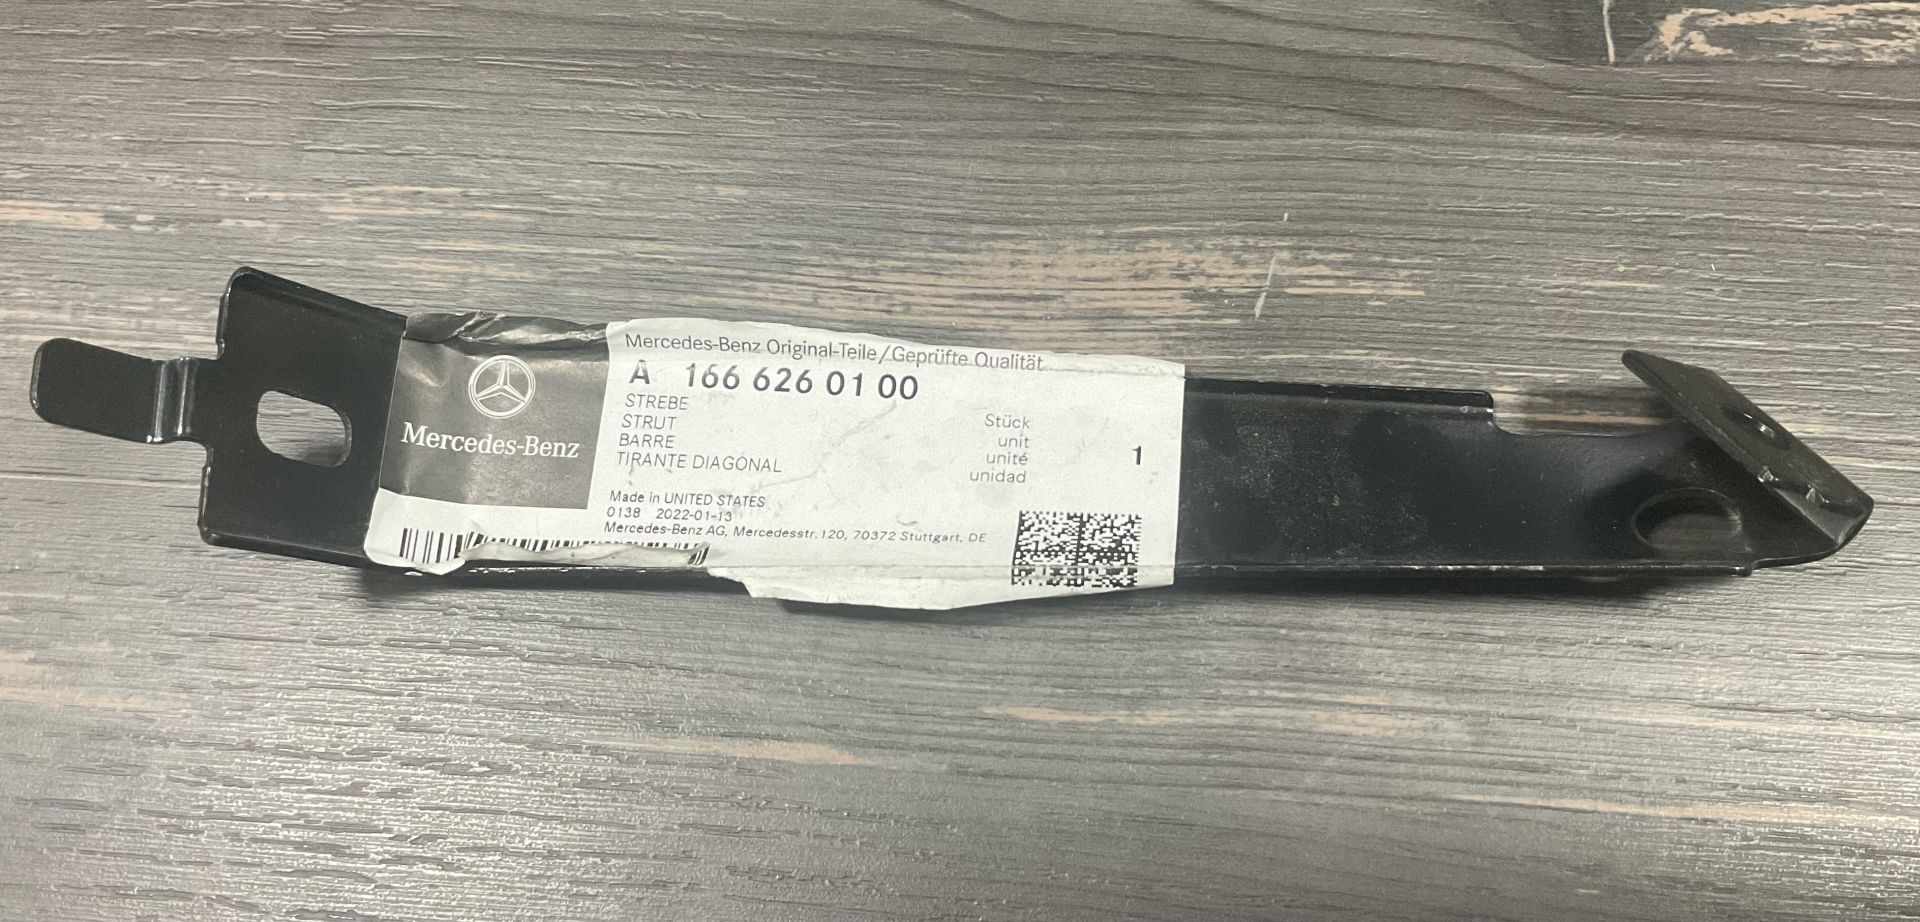 Mercedes-Benz
Mercedes-Benz Original-Teile/Geprüfte Qualität
A 166 626 01 00
STREBE
STRUT Stück
BARRE unit
TIRANTE DIAGONAL unité 1
unidad
Made in UNITED STATES
0138 2022-01-13
Mercedes-Benz AG, Mercedesstr. 120, 70372 Stuttgart, DE